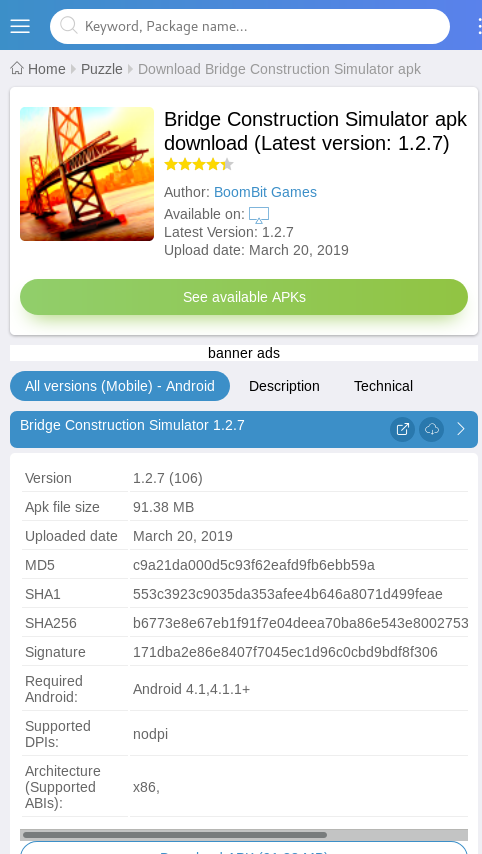 Keyword, Package name...
Home Puzzle Download Bridge Construction Simulator apk
Bridge Construction Simulator apk
download (Latest version: 1.2.7)
Author: BoomBit Games
Available on:
Latest Version: 1.2.7
Upload date: March 20, 2019
See available APKs
banner ads
All versions (Mobile) - Android Description Technical
Bridge Construction Simulator 1.2.7
Version 1.2.7 (106)
Apk file size 91.38 MB
Uploaded date March 20, 2019
MD5 c9a21da000d5c93f62eafd9fb6ebb59a
SHA1 553c3923c9035da353afee4b646a8071d499feae
SHA256 b6773e8e67eb1f91f7e04deea70ba86e543e8002753
Signature 171dba2e86e8407f7045ec1d96c0cbd9bdf8f306
Required
Android:
Android 4.1,4.1.1+
Supported
DPIs:
nodpi
Architecture
(Supported
ABIs):
x86,